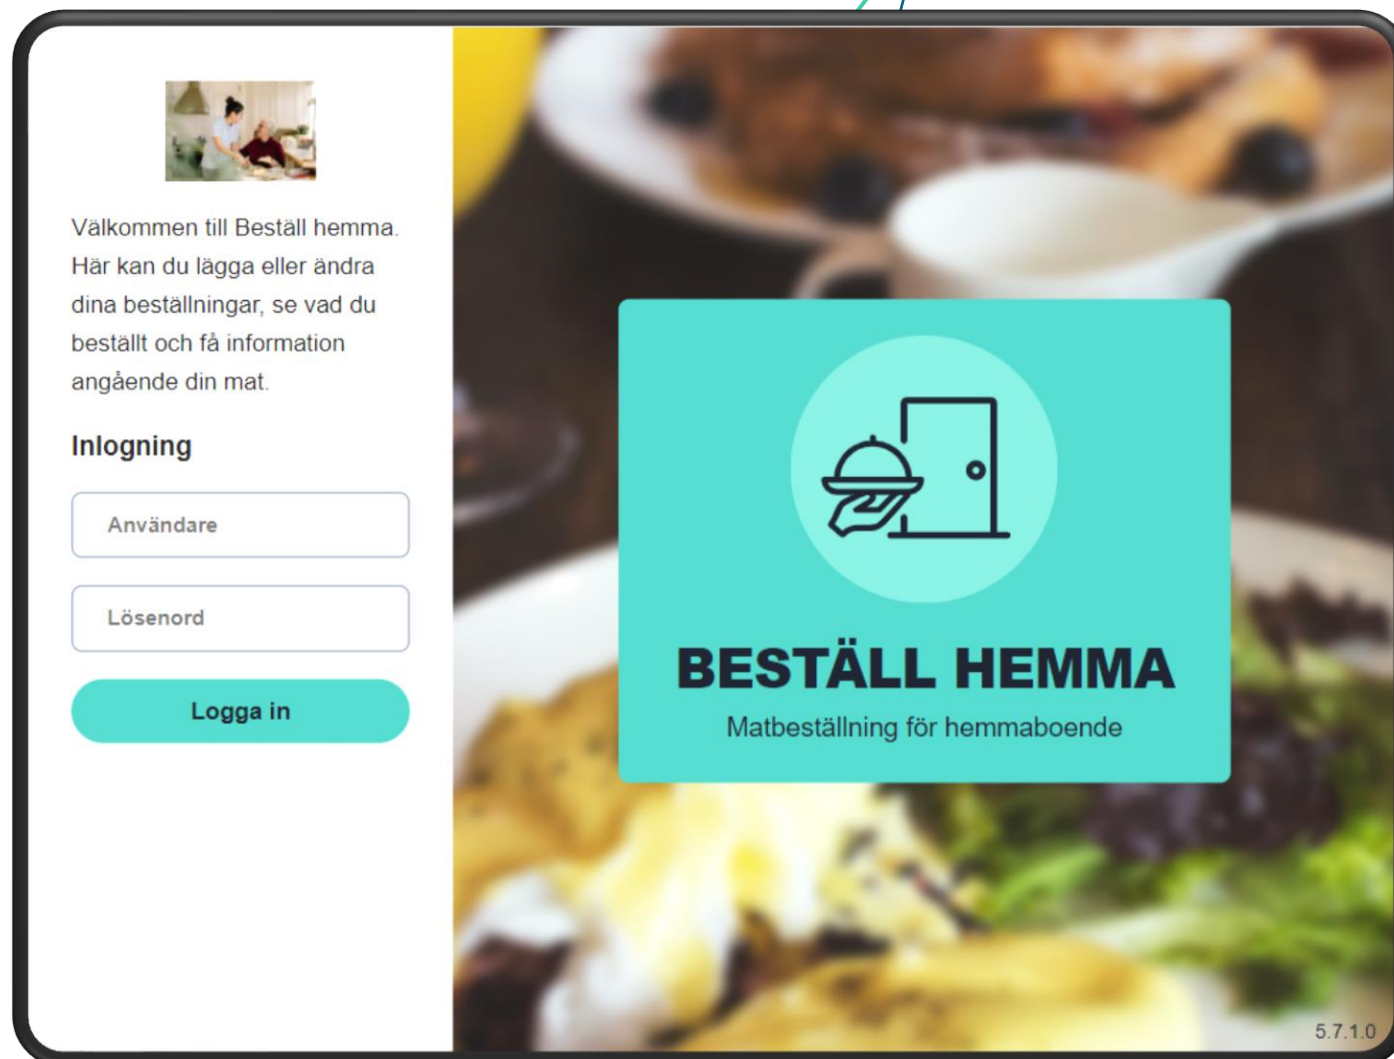 Välkommen till Beställ hemma.
Här kan du lägga eller ändra
dina beställningar, se vad du
beställt och få information
angående din mat.
Inlogning
Användare
Lösenord
Logga in
BESTÄLL HEMMA
Matbeställning för hemmaboende
5.7.1.0